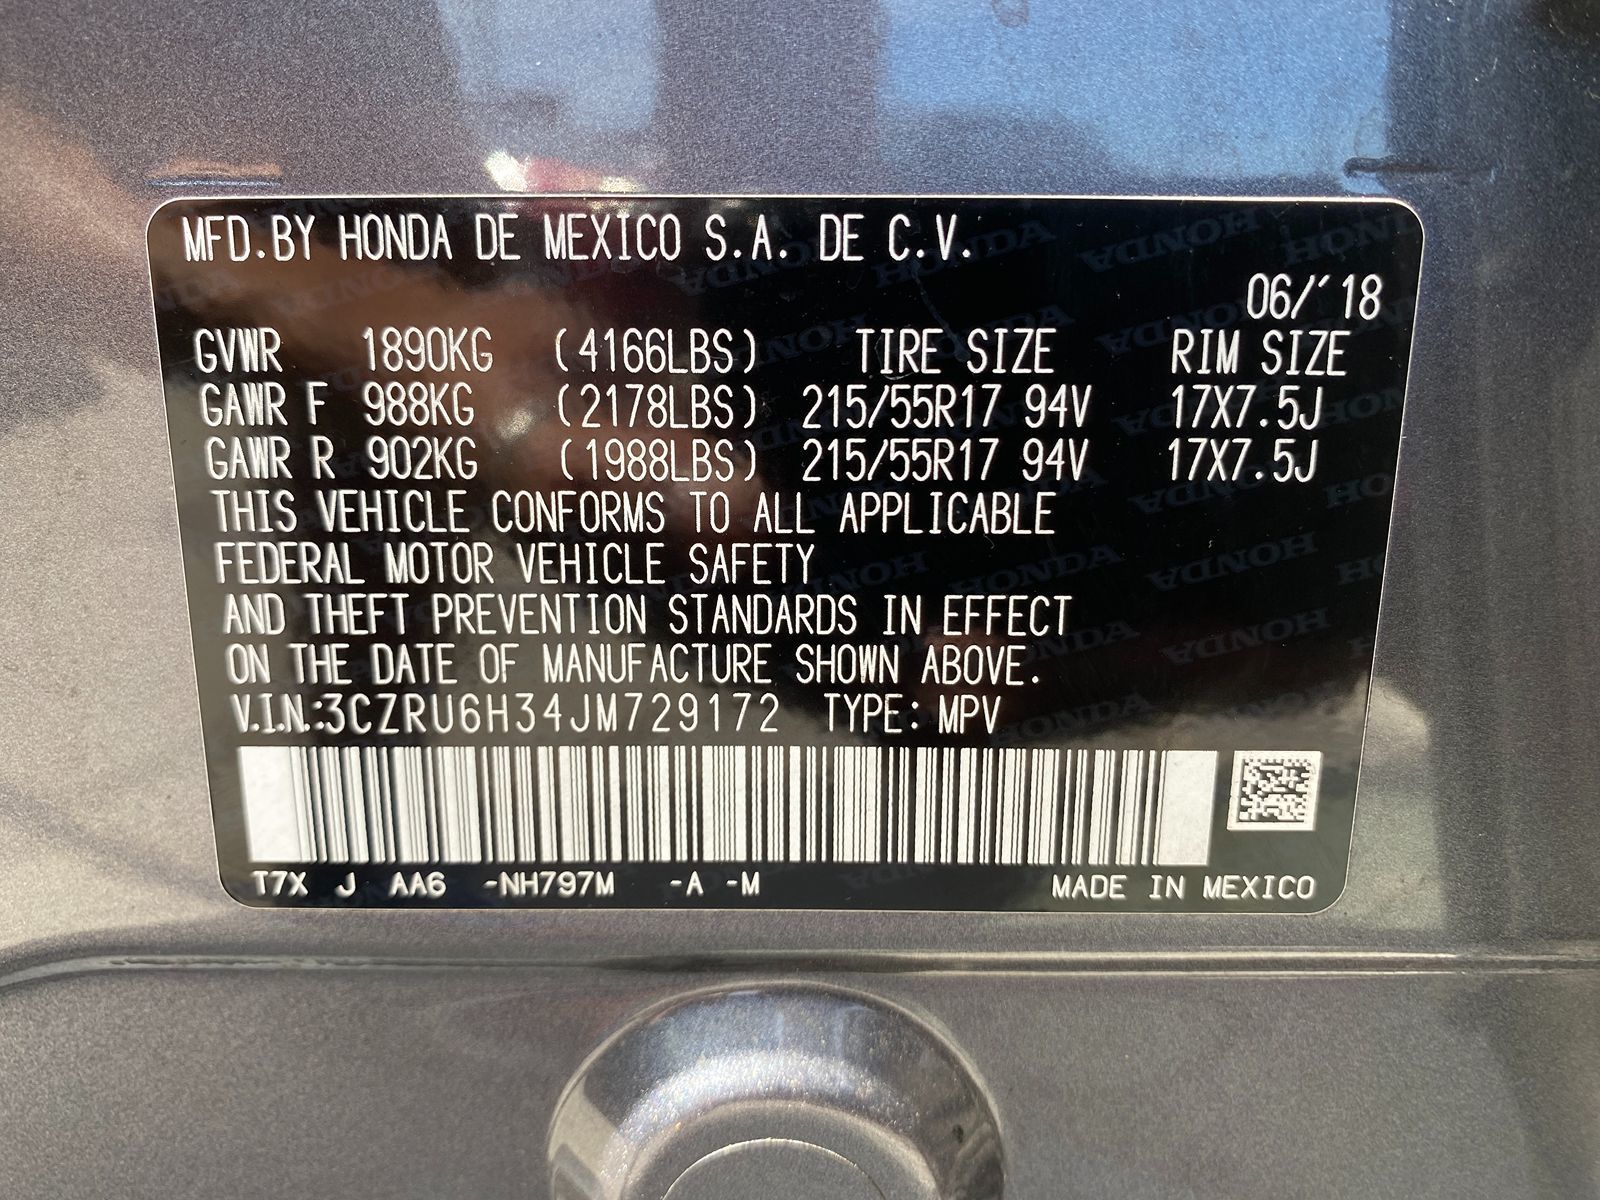 MFD.BY HONDA DE MEXICO S.A. DE C.V.
06/'18
GVWR 1890KG (4166LBS) TIRE SIZE RIM SIZE
GAWR F 988KG (2178LBS) 215/55R17 94V 17X7.5J
GAWR R 902KG (1988LBS) 215/55R17 94V 17X7.5J
THIS VEHICLE CONFORMS TO ALL APPLICABLE
FEDERAL MOTOR VEHICLE SAFETY
AND THEFT PREVENTION STANDARDS IN EFFECT
ON THE DATE OF MANUFACTURE SHOWN ABOVE.
V.I.N.:3CZRU6H34JM729172 TYPE: MPV
T7X J AA6 -NH797M -A -M MADE IN MEXICO